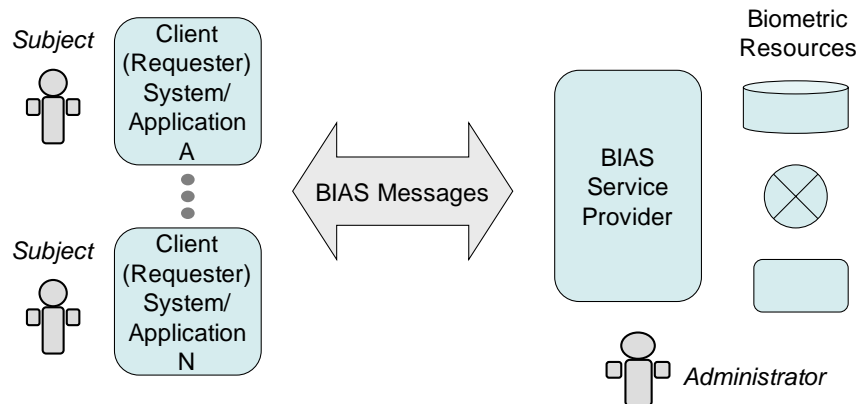 Subject
Client
(Requester)
System/
Application
A
Subject
Client
(Requester)
System/
Application
N
BIAS Messages
BIAS
Service
Provider
Biometric
Resources
Administrator